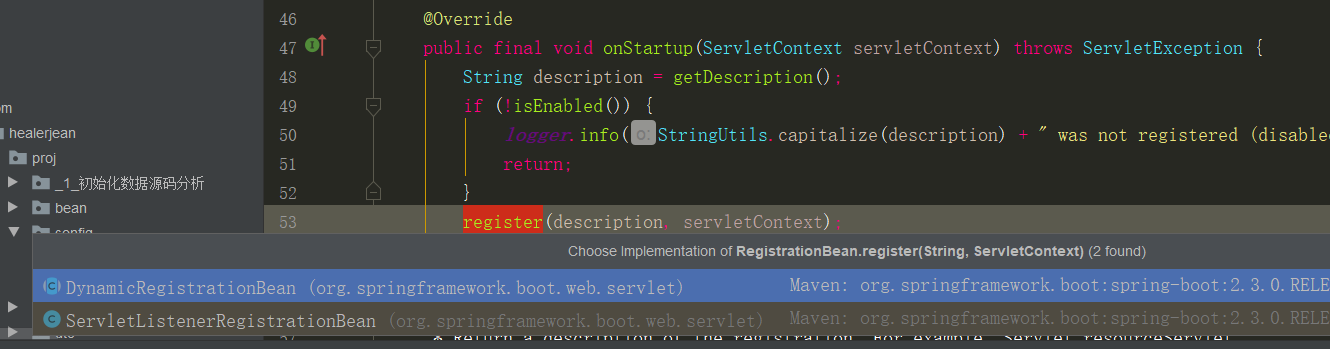 46 @Override
47 public final void onStartup(ServletContext servletContext) throws ServletException {
om
48 String description = getDescription();
49 if (!isEnabled()) {
healerjean
50 logger.info( o: StringUtils.capitalize(description) + " was not registered (disable
proj
51 return;
_1_初始化数据源码分析
52 }
bean
53 register(description, servletContext);
config
Choose Implementation of RegistrationBean.register(String, ServletContext) (2 found)
DynamicRegistrationBean (org.springframework.boot.web.servlet) Maven: org.springframework.boot:spring-boot:2.3.0.RELE
ServletListenerRegistrationBean (org.springframework.boot.web.servlet) Maven: org.springframework.boot:spring-boot:2.3.0.RELE